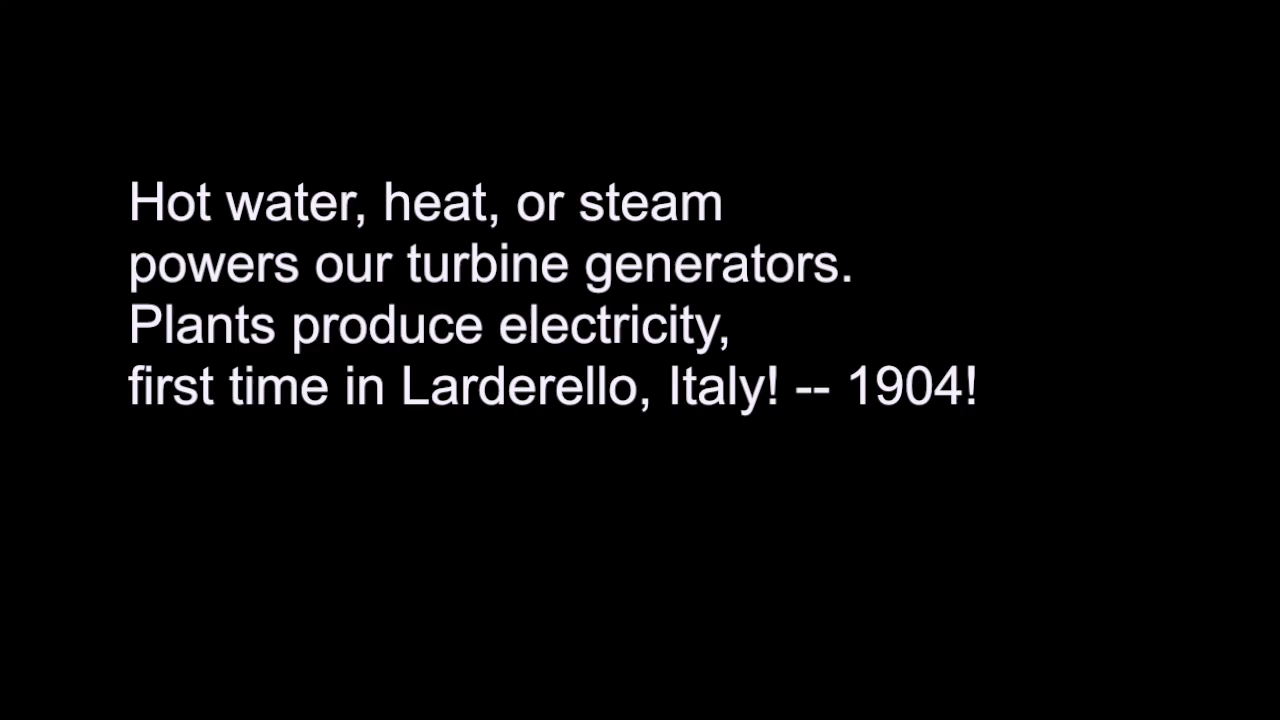 Hot water, heat, or steam
powers our turbine generators.
Plants produce electricity,
first time in Larderello, Italy! -- 1904!